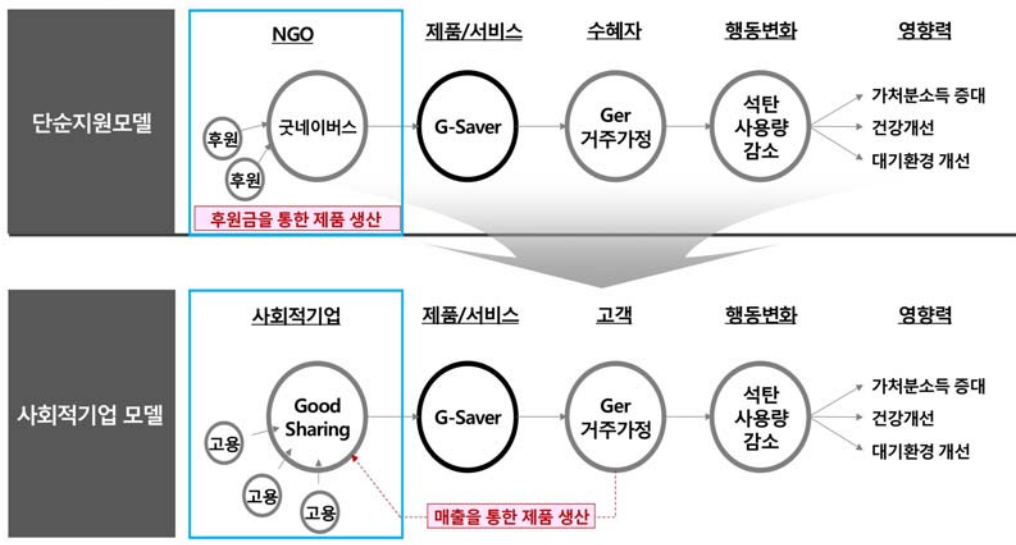 단순지원모델
NGO
제품/서비스
수혜자
행동변화
영향력
후원
후원
굿네이버스
G-Saver
Ger
거주가정
석탄
사용량
감소
가처분소득 증대
건강개선
대기환경 개선
후원금을 통한 제품 생산
사회적기업 모델
사회적기업
제품/서비스
고객
행동변화
영향력
고용
고용
고용
Good
Sharing
G-Saver
Ger
거주가정
석탄
사용량
감소
가처분소득 증대
건강개선
대기환경 개선
매출을 통한 제품 생산